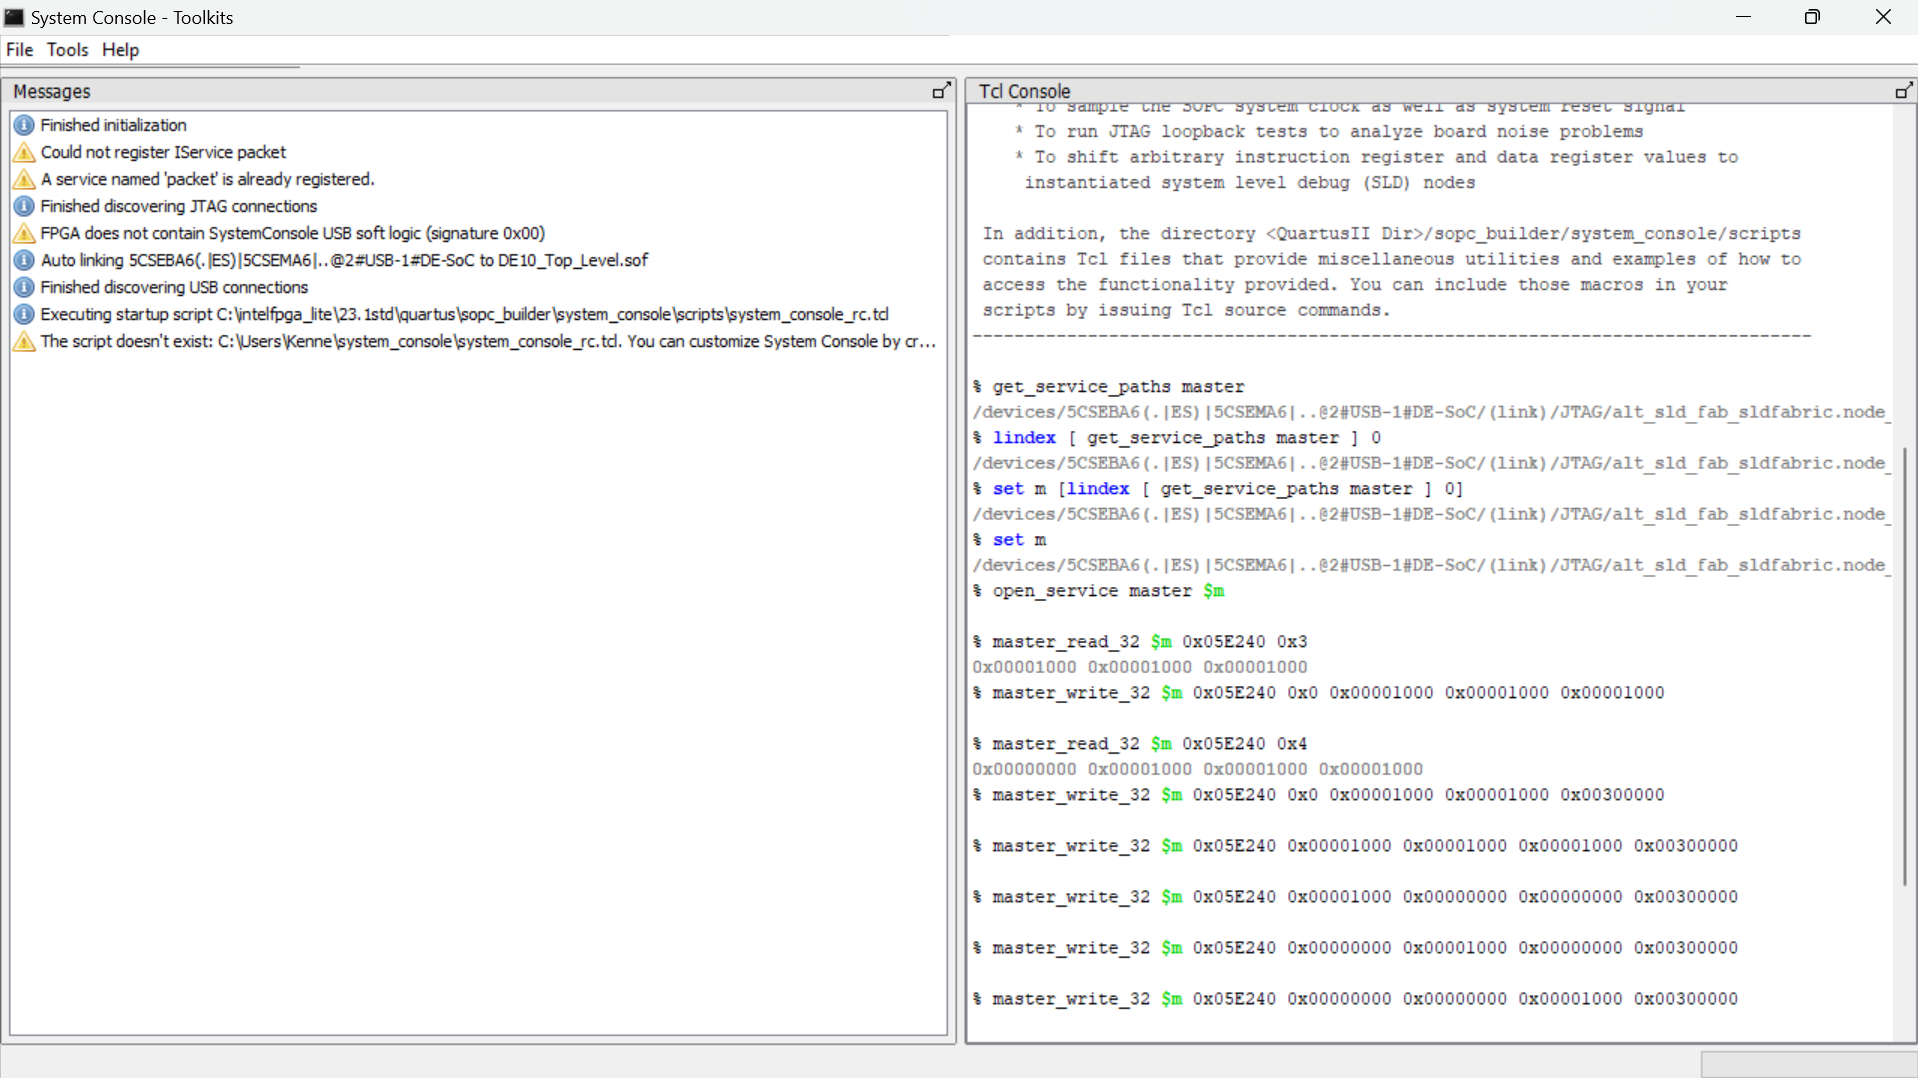 System Console - Toolkits
File Tools Help
Messages
Finished initialization
Could not register IService packet
A service named 'packet' is already registered.
Finished discovering JTAG connections
FPGA does not contain SystemConsole USB soft logic (signature 0x00)
Auto linking 5CSEBA6(.|ES)|5CSEMA6|..@2#USB-1#DE-SoC to DE10_Top_Level.sof
Finished discovering USB connections
Executing startup script C:\intelfpga_lite\23.1std\quartus\sopc_builder\system_console\scripts\system_console_rc.tcl
The script doesn't exist: C:\Users\Kenne\system_console\system_console_rc.tcl. You can customize System Console by cr...
Tcl Console
* To sample the SOPC system clock as well as system reset signal
* To run JTAG loopback tests to analyze board noise problems
* To shift arbitrary instruction register and data register values to
instantiated system level debug (SLD) nodes
In addition, the directory <QuartusII Dir>/sopc_builder/system_console/scripts
contains Tcl files that provide miscellaneous utilities and examples of how to
access the functionality provided. You can include those macros in your
scripts by issuing Tcl source commands.
--------------------------------------------------------------------------------
% get_service_paths master
/devices/5CSEBA6(.|ES)|5CSEMA6|..@2#USB-1#DE-SoC/(link)/JTAG/alt_sld_fab_sldfabric.node_
% lindex [ get_service_paths master ] 0
/devices/5CSEBA6(.|ES)|5CSEMA6|..@2#USB-1#DE-SoC/(link)/JTAG/alt_sld_fab_sldfabric.node_
% set m [lindex [ get_service_paths master ] 0]
/devices/5CSEBA6(.|ES)|5CSEMA6|..@2#USB-1#DE-SoC/(link)/JTAG/alt_sld_fab_sldfabric.node_
% set m
/devices/5CSEBA6(.|ES)|5CSEMA6|..@2#USB-1#DE-SoC/(link)/JTAG/alt_sld_fab_sldfabric.node_
% open_service master $m
% master_read_32 $m 0x05E240 0x3
0x00001000 0x00001000 0x00001000
% master_write_32 $m 0x05E240 0x0 0x00001000 0x00001000 0x00001000
% master_read_32 $m 0x05E240 0x4
0x00000000 0x00001000 0x00001000 0x00001000
% master_write_32 $m 0x05E240 0x0 0x00001000 0x00001000 0x00300000
% master_write_32 $m 0x05E240 0x00001000 0x00001000 0x00001000 0x00300000
% master_write_32 $m 0x05E240 0x00001000 0x00000000 0x00000000 0x00300000
% master_write_32 $m 0x05E240 0x00000000 0x00001000 0x00000000 0x00300000
% master_write_32 $m 0x05E240 0x00000000 0x00000000 0x00001000 0x00300000